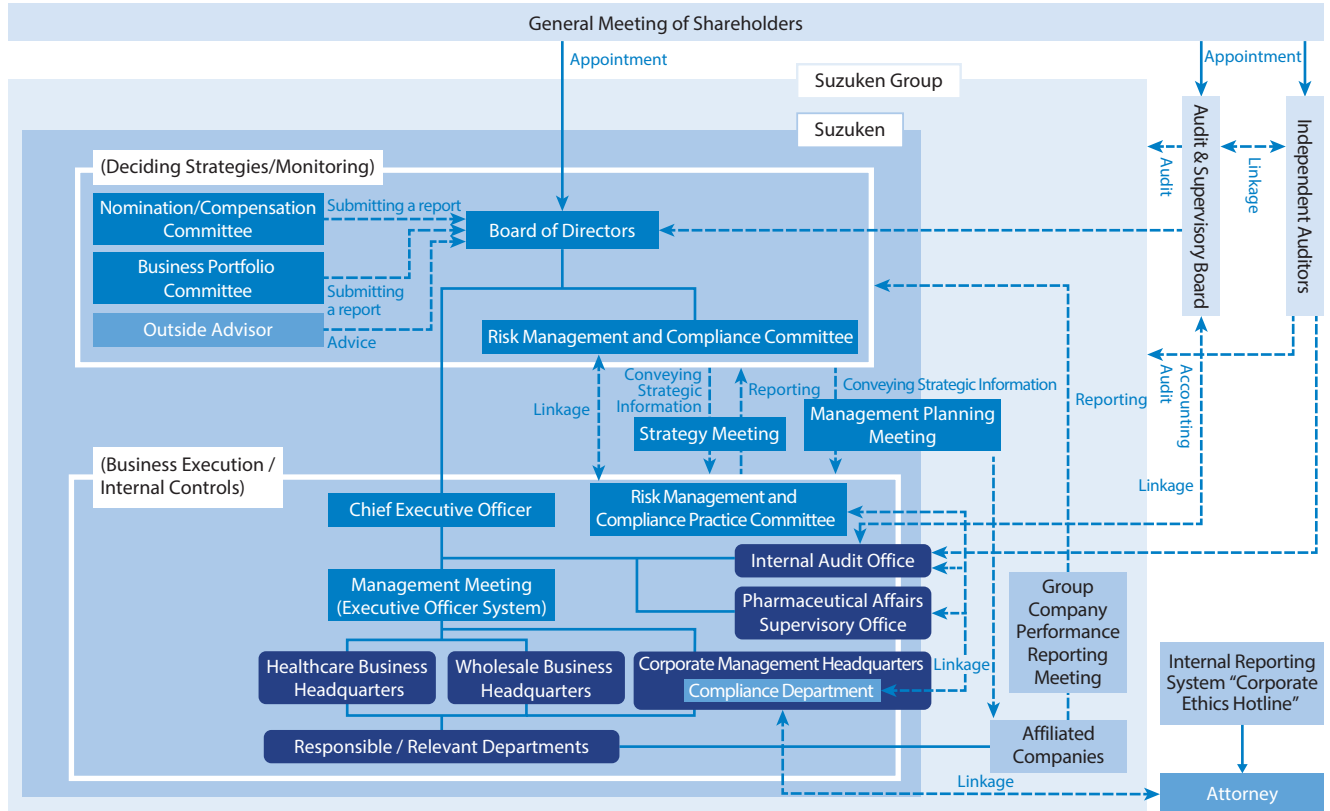 General Meeting of Shareholders
Appointment
Appointment
Suzuken Group
Suzuken
(Deciding Strategies/Monitoring)
Nomination/Compensation
Committee
Submitting a report
Board of Directors
Business Portfolio
Committee
Submitting
a report
Outside Advisor
Advice
Risk Management and Compliance Committee
Audit & Supervisory Board
Independent Auditors
Audit
Linkage
Accounting
Audit
Conveying
Strategic
Information
Reporting
Conveying Strategic Information
Linkage
Strategy Meeting
Management Planning
Meeting
Reporting
Linkage
(Business Execution /
Internal Controls)
Chief Executive Officer
Risk Management and
Compliance Practice Committee
Internal Audit Office
Management Meeting
(Executive Officer System)
Pharmaceutical Affairs
Supervisory Office
Healthcare Business
Headquarters
Wholesale Business
Headquarters
Corporate Management Headquarters
Compliance Department
Linkage
Group
Company
Performance
Reporting
Meeting
Internal Reporting
System “Corporate
Ethics Hotline”
Responsible / Relevant Departments
Affiliated
Companies
Linkage
Attorney